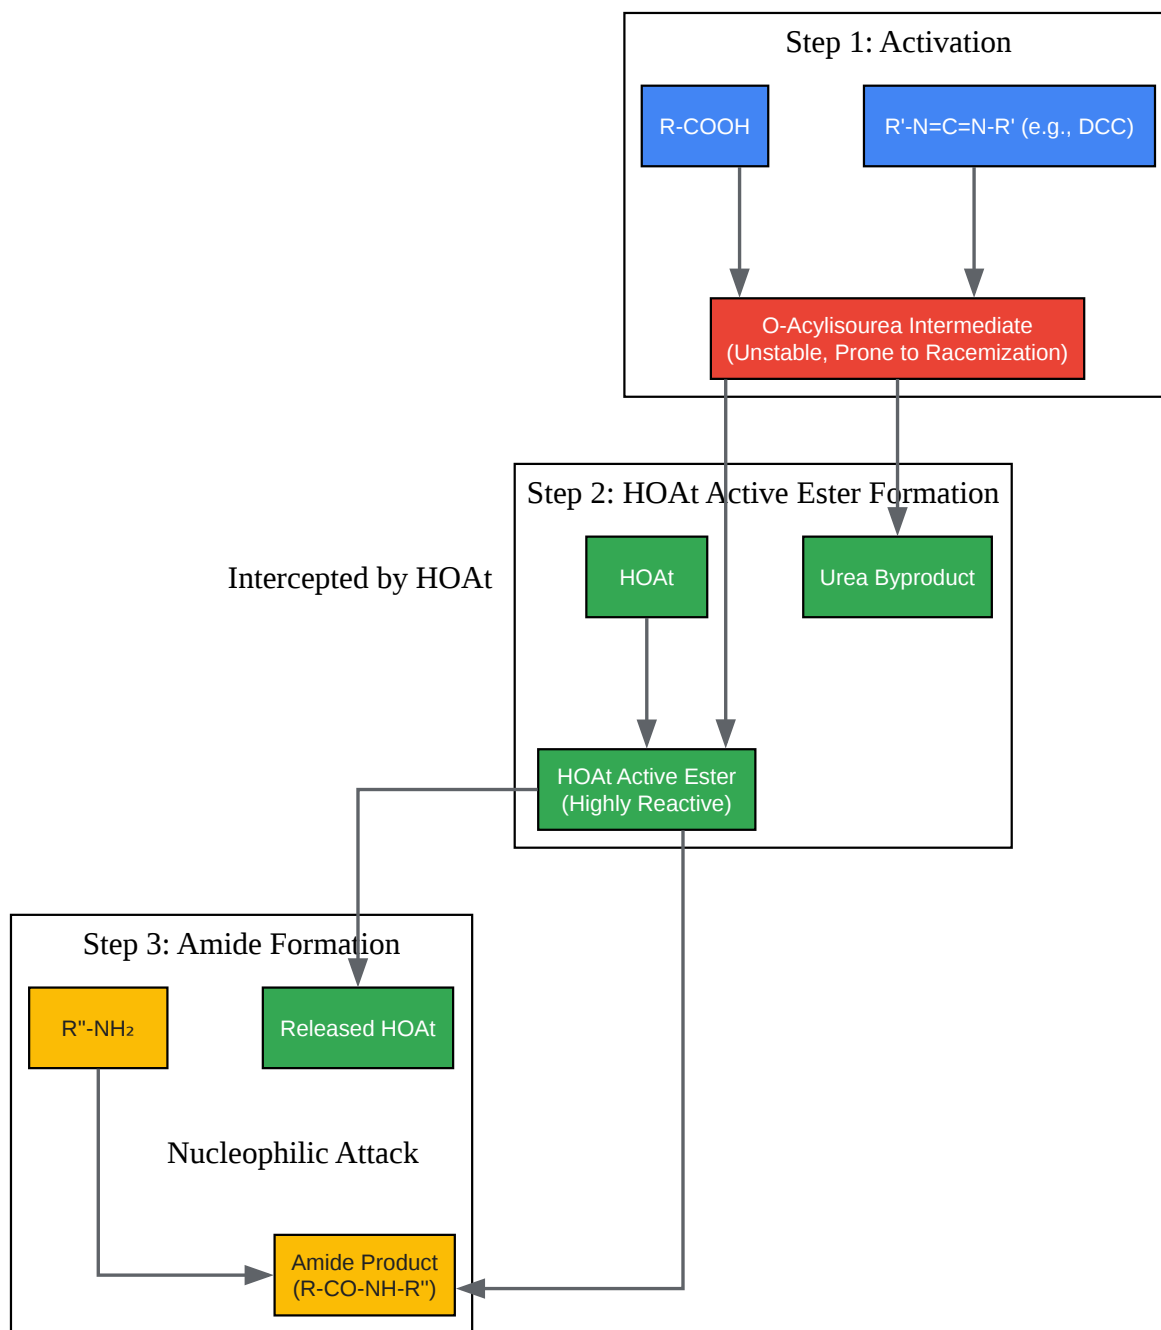 Step 1: Activation
R-COOH
R'-N=C=N-R' (e.g., DCC)
O-Acylisourea Intermediate
(Unstable, Prone to Racemization)
Step 2: HOAt Active Ester Formation
Intercepted by HOAt
HOAt
Urea Byproduct
HOAt Active Ester
(Highly Reactive)
Step 3: Amide Formation
R''-NH₂
Released HOAt
Nucleophilic Attack
Amide Product
(R-CO-NH-R'')